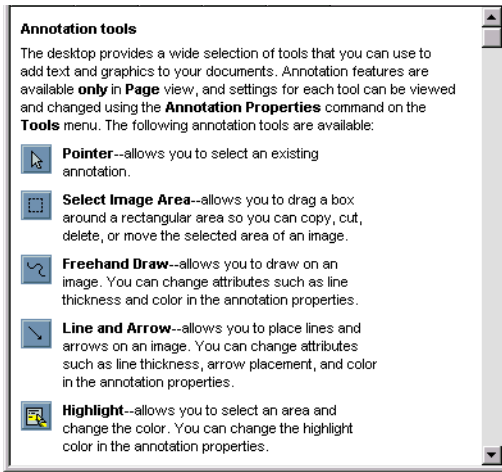 Annotation tools
The desktop provides a wide selection of tools that you can use to
add text and graphics to your documents. Annotation features are
available only in Page view, and settings for each tool can be viewed
and changed using the Annotation Properties command on the
Tools menu. The following annotation tools are available:
Pointer--allows you to select an existing
annotation.
Select Image Area--allows you to drag a box
around a rectangular area so you can copy, cut,
delete, or move the selected area of an image.
Freehand Draw--allows you to draw on an
image. You can change attributes such as line
thickness and color in the annotation properties.
Line and Arrow--allows you to place lines and
arrows on an image. You can change attributes
such as line thickness, arrow placement, and color
in the annotation properties.
Highlight--allows you to select an area and
change the color. You can change the highlight
color in the annotation properties.